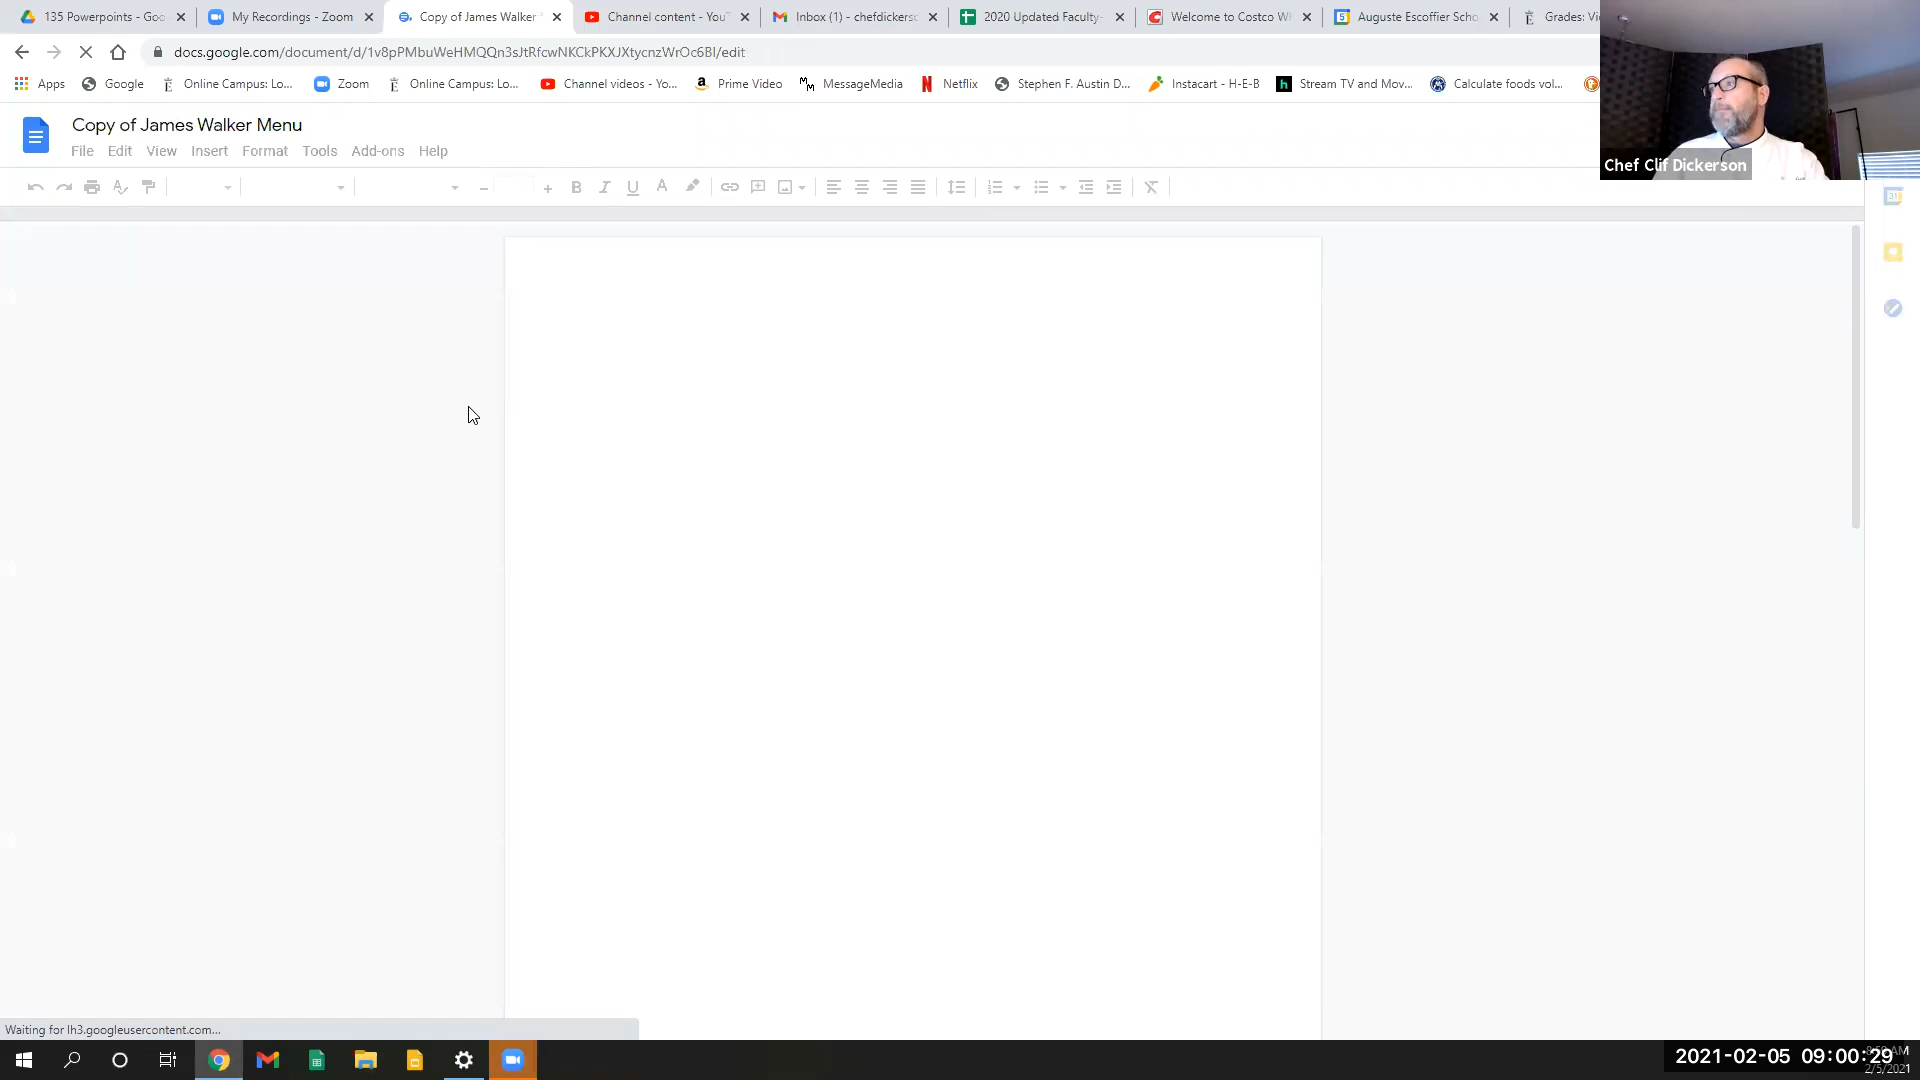 135 Powerpoints - Goo
My Recordings - Zoom
Copy of James Walker
Channel content - YouT
Inbox (1) - chefdickerso
2020 Updated Faculty-
Welcome to Costco W
Auguste Escoffier Scho
Grades: Vi
docs.google.com/document/d/1v8pPMbuWeHMQQn3sJtRfcwNKCkPKXJXtycnzWrOc6BI/edit
Apps
Google
Online Campus: Lo...
Zoom
Online Campus: Lo...
Channel videos - Yo...
Prime Video
MessageMedia
Netflix
Stephen F. Austin D...
Instacart - H-E-B
Stream TV and Mov...
Calculate foods vol...
Copy of James Walker Menu
File Edit View Insert Format Tools Add-ons Help
Chef Clif Dickerson
Waiting for lh3.googleusercontent.com...
2021-02-05 09:00:29
2/5/2021